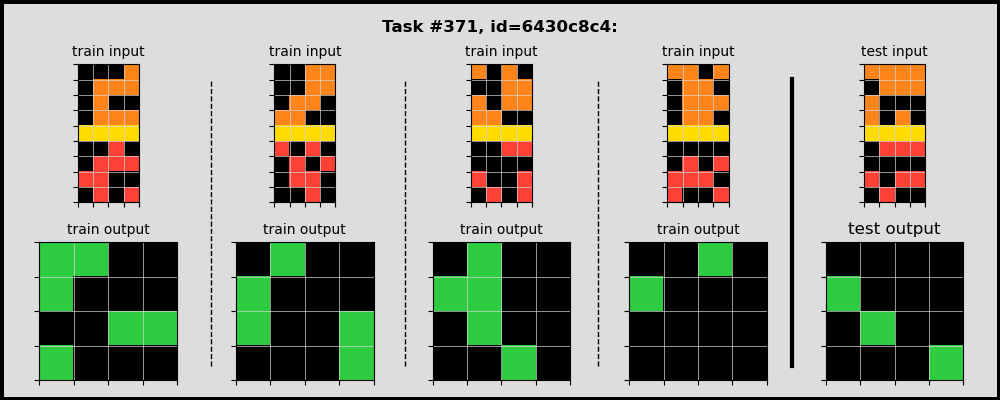 Task #371, id=6430c8c4:
train input train input train input train input test input
train output train output train output train output test output